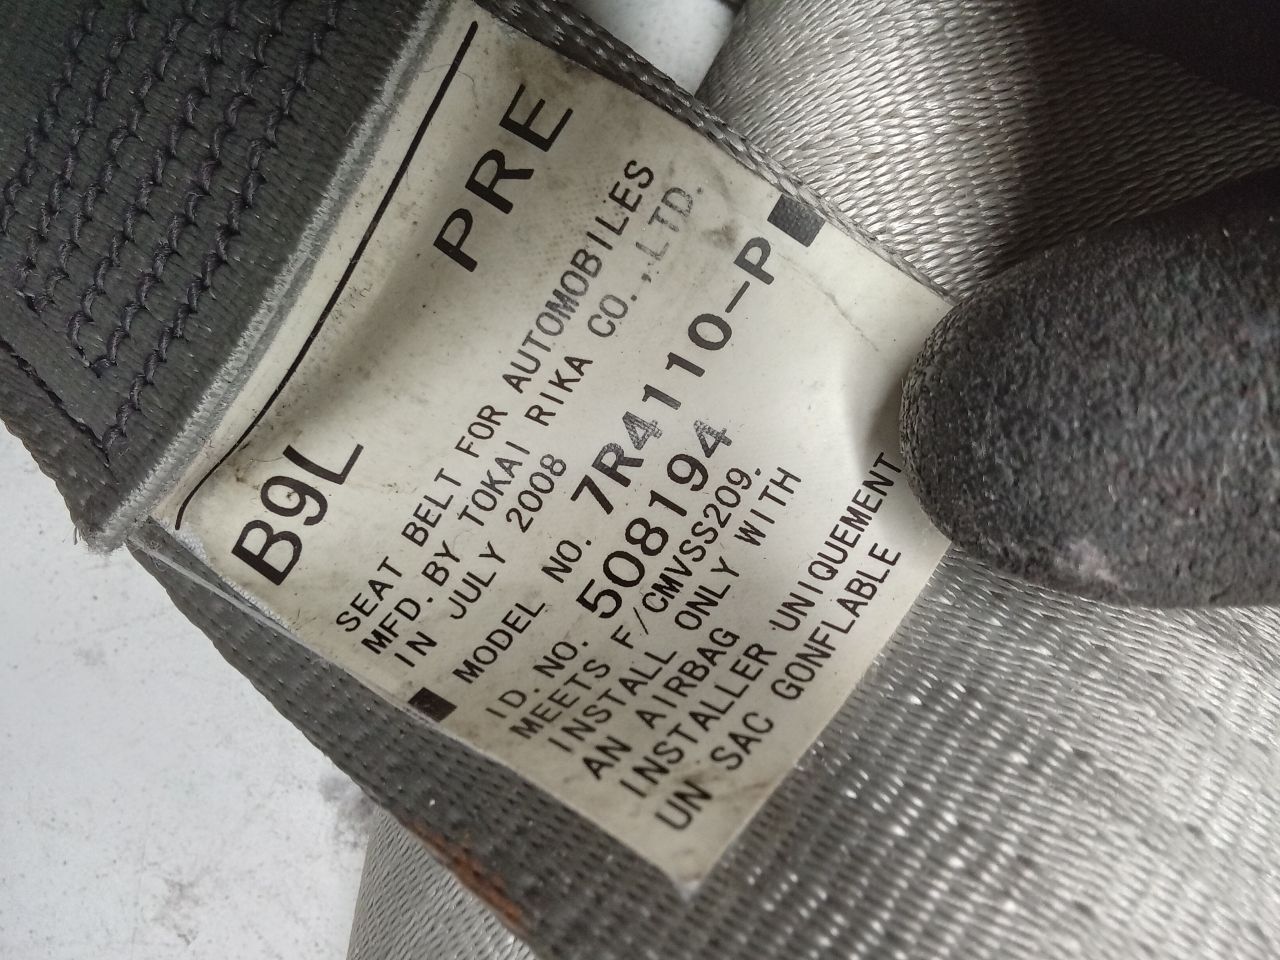 B9L PRE
SEAT BELT FOR AUTOMOBILES
MFD.BY TOKAI RIKA CO.,LTD.
IN JULY 2008
MODEL NO. 7R4110-P
ID.NO. 508194
MEETS F/CMVSS209.
INSTALL ONLY WITH
AN AIRBAG
INSTALLER UNIQUEMENT
UN SAC GONFLABLE